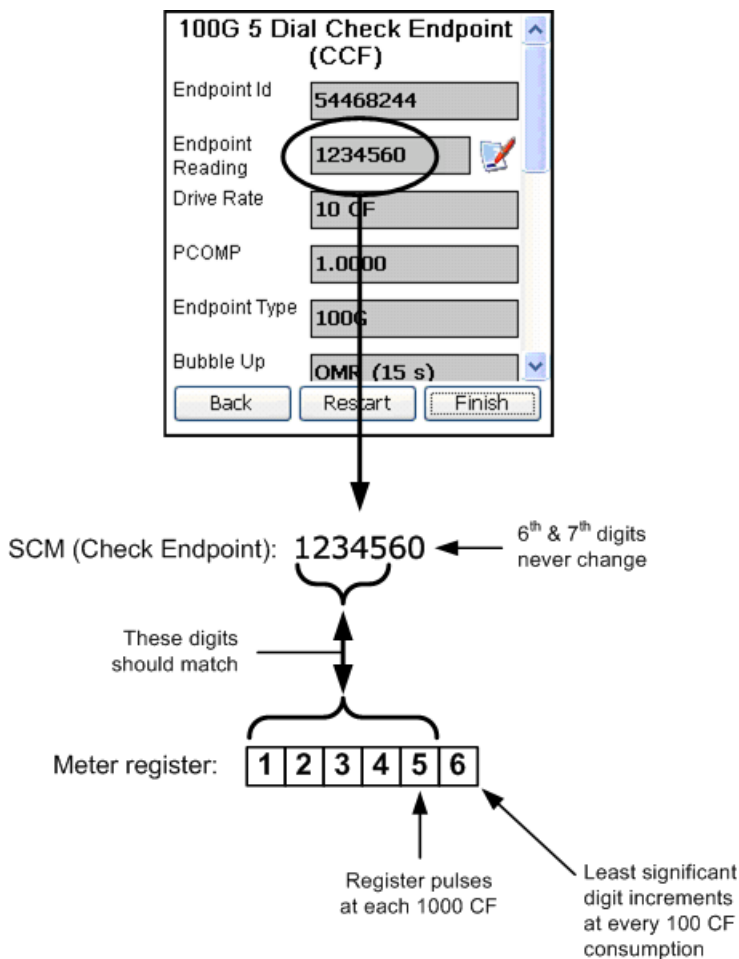 100G 5 Dial Check Endpoint
(CCF)
Endpoint Id
54468244
Endpoint
Reading
1234560
Drive Rate
10 CF
PCOMP
1.0000
Endpoint Type
100G
Bubble Up
OMR (15 s)
Back Restart Finish
SCM (Check Endpoint): 1234560
6th & 7th digits
never change
These digits
should match
Meter register: 1 2 3 4 5 6
Register pulses
at each 1000 CF
Least significant
digit increments
at every 100 CF
consumption